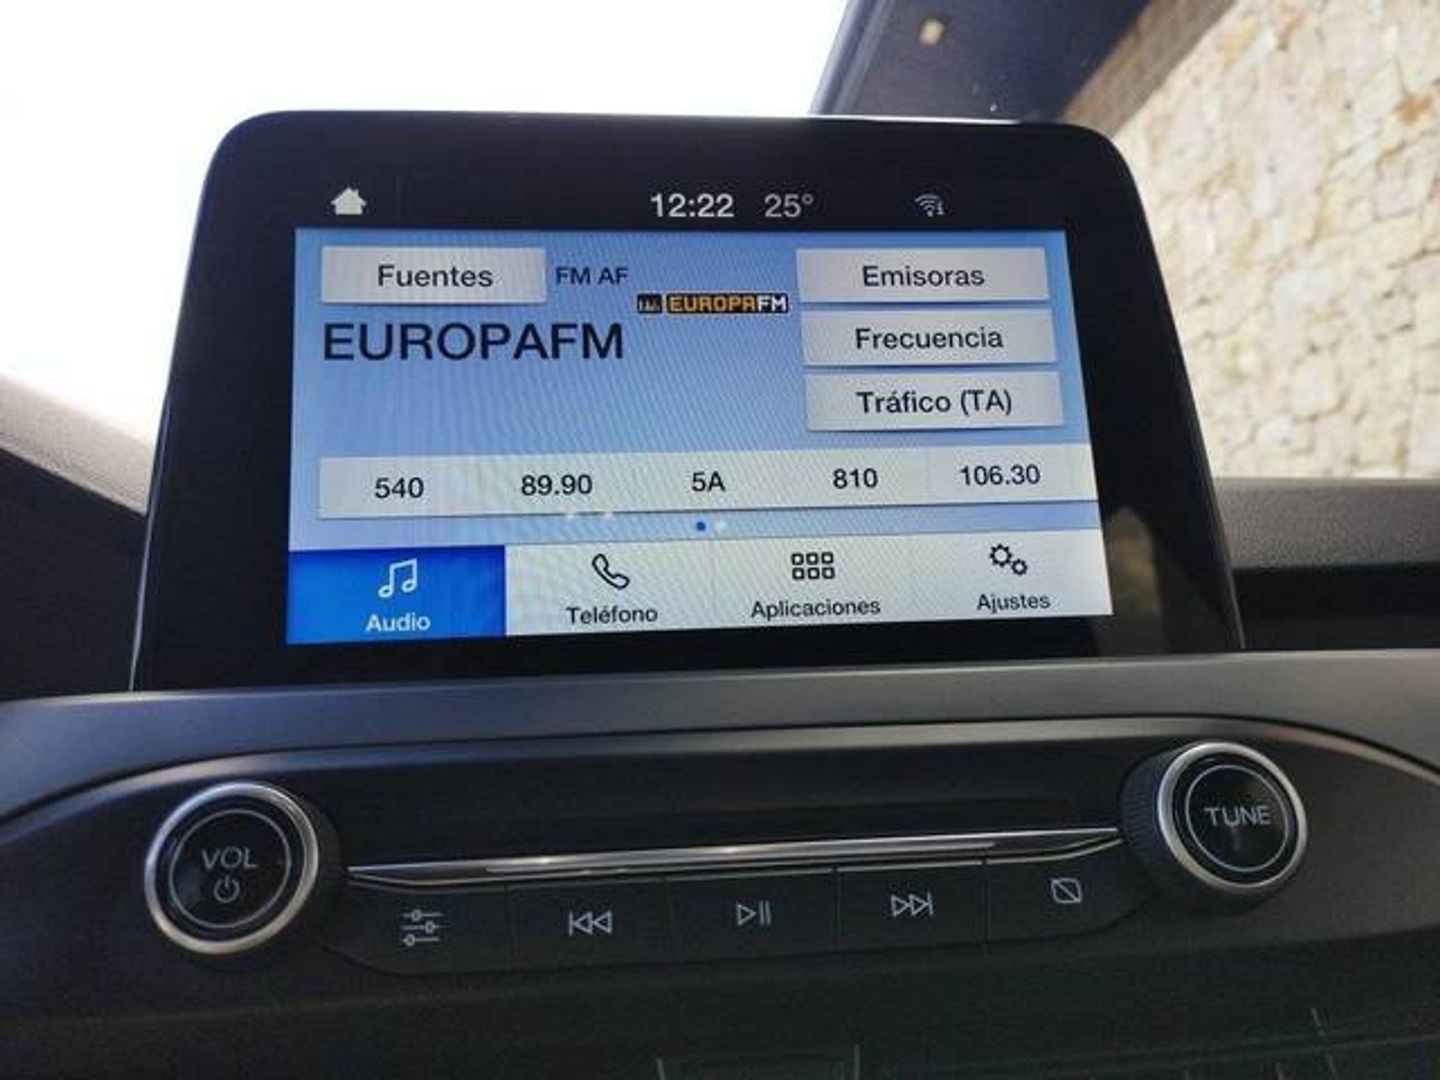 12:22 25°
Fuentes FM AF Emisoras
EUROPAFM
EUROPAFM Frecuencia
Tráfico (TA)
540 89.90 5A 810 106.30
Audio Teléfono Aplicaciones Ajustes
VOL TUNE